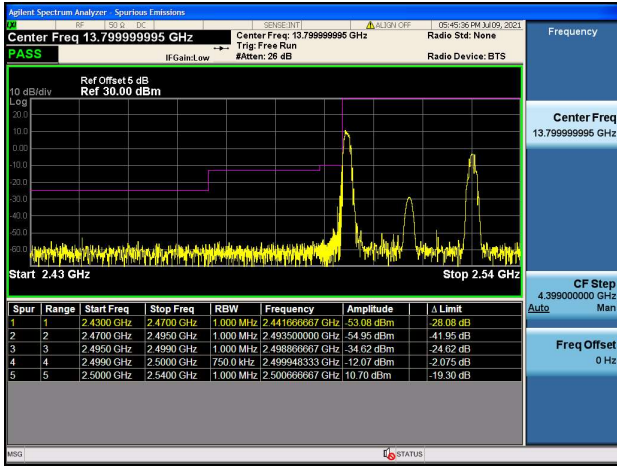 Agilent Spectrum Analyzer - Spurious Emissions
RF 50 Ω DC SENSE:INT ALIGN OFF 05:45:36 PM Jul 09, 2021
Center Freq 13.799999995 GHz Center Freq: 13.799999995 GHz Radio Std: None Frequency
Trig: Free Run
PASS IFGain:Low #Atten: 26 dB Radio Device: BTS
Ref Offset 5 dB
10 dB/div Ref 30.00 dBm
Log
20.0
10.0
0.00
-10.0
-20.0
-30.0
-40.0
-50.0
-60.0
Start 2.43 GHz Stop 2.54 GHz
Center Freq
13.799999995 GHz
CF Step
4.399000000 GHz
Auto Man
Freq Offset
0 Hz
Spur Range Start Freq Stop Freq RBW Frequency Amplitude Δ Limit
1 1 2.4300 GHz 2.4700 GHz 1.000 MHz 2.441666667 GHz -53.08 dBm -28.08 dB
2 2 2.4700 GHz 2.4950 GHz 1.000 MHz 2.493500000 GHz -54.95 dBm -41.95 dB
3 3 2.4950 GHz 2.4990 GHz 1.000 MHz 2.498866667 GHz -34.62 dBm -24.62 dB
4 4 2.4990 GHz 2.5000 GHz 750.0 kHz 2.499948333 GHz -12.07 dBm -2.075 dB
5 5 2.5000 GHz 2.5400 GHz 1.000 MHz 2.500666667 GHz 10.70 dBm -19.30 dB
MSG STATUS